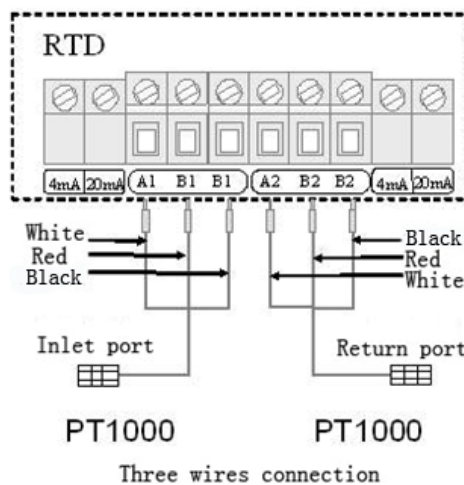 RTD
4mA 20mA A1 B1 B1 A2 B2 B2 4mA 20mA
White Black
Red Red
Black White
Inlet port Return port
PT1000 PT1000
Three wires connection